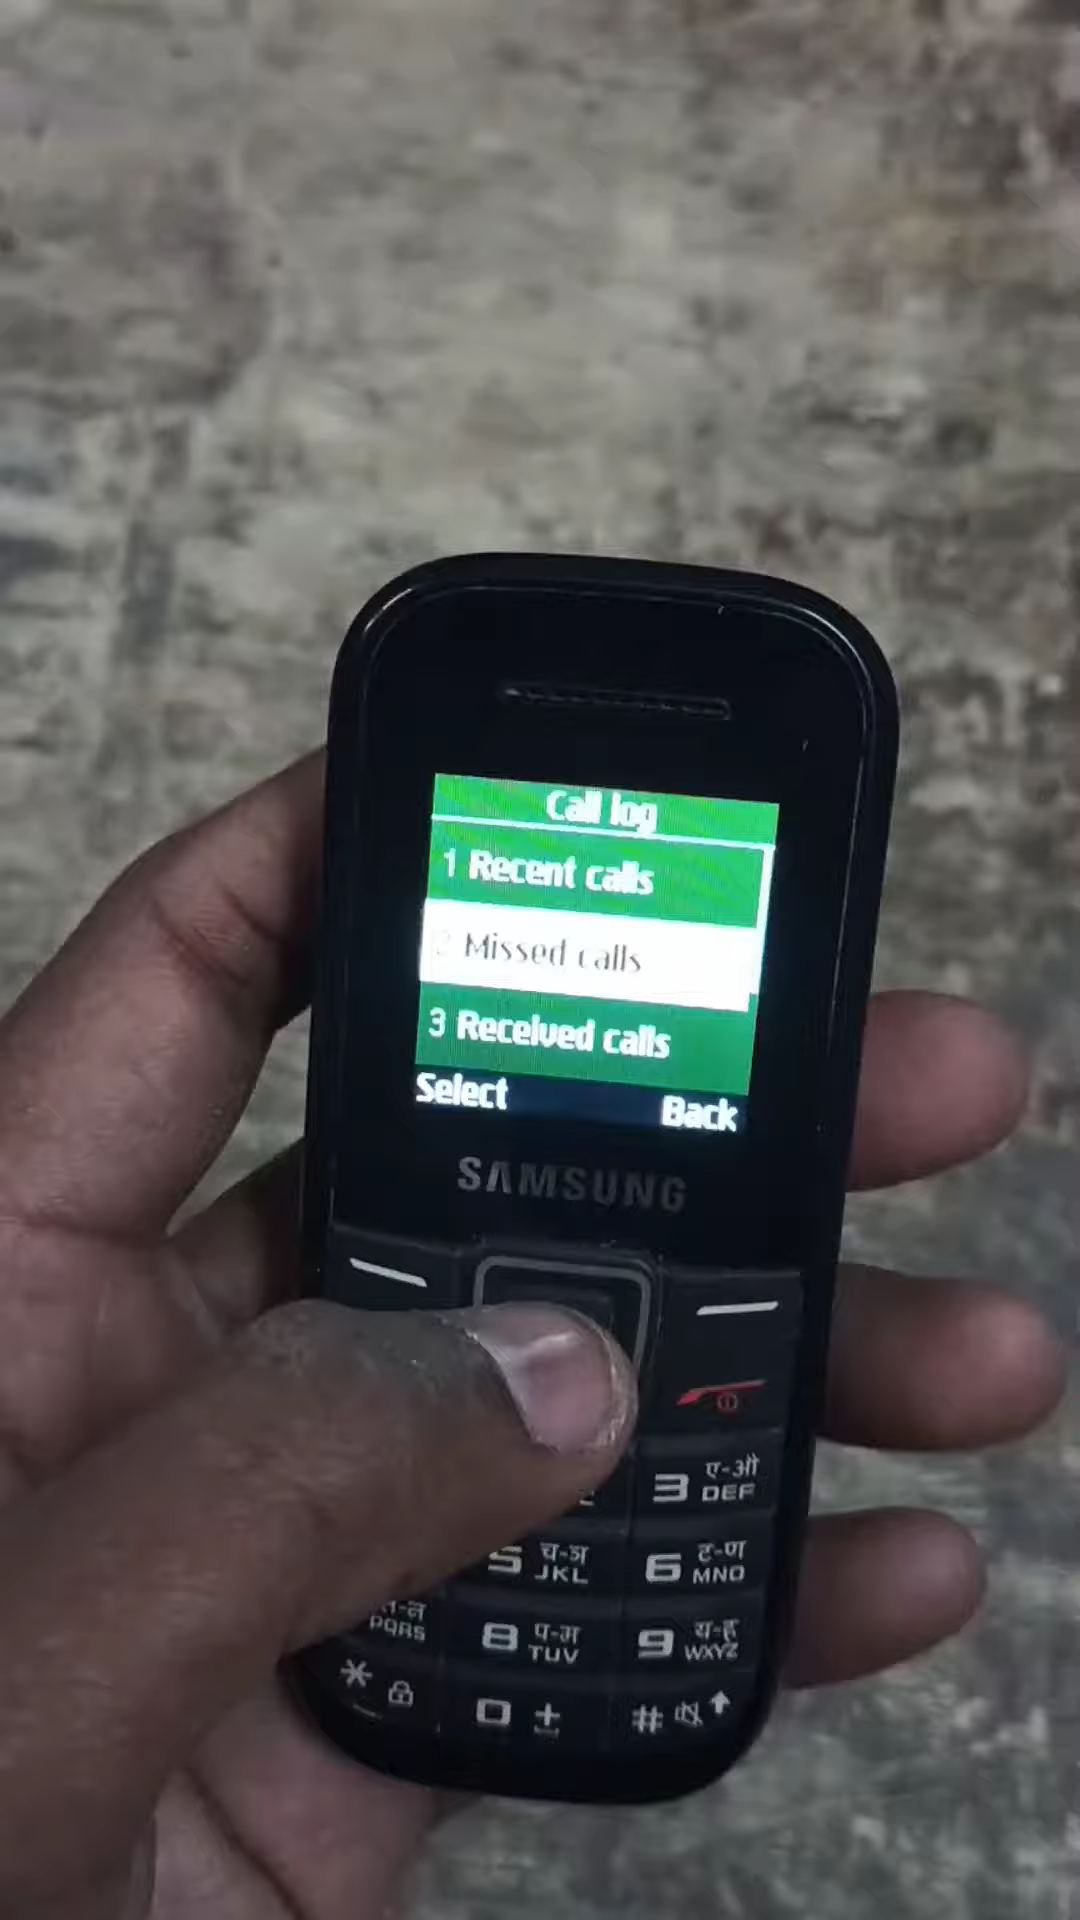 Call log
1 Recent calls
2 Missed calls
3 Received calls
Select Back
SAMSUNG
3 ए-औ DEF
5 च-ञ JKL
6 ट-ण MNO
PQRS
8 प-म TUV
9 य-ह WXYZ
* 0 + #